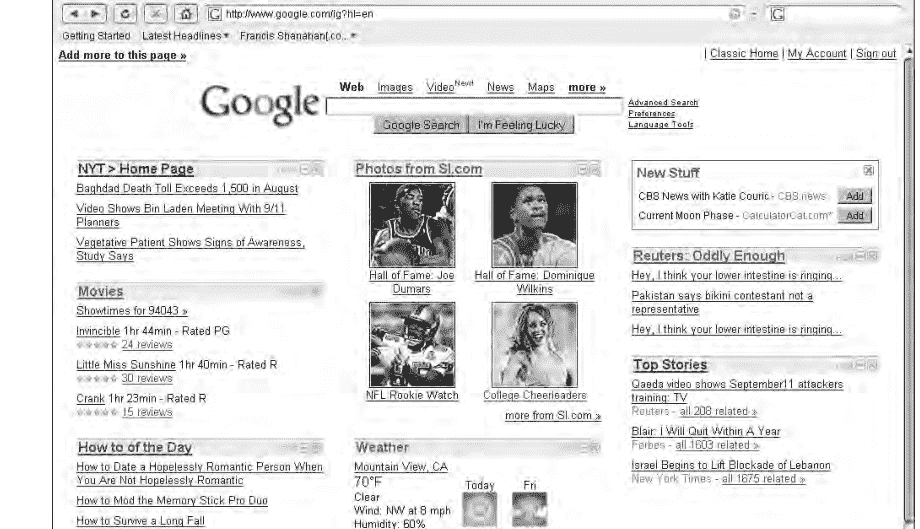 http://www.google.com/ig?hl=en
Getting Started Latest Headlines Francis Shanahan[.co...
Add more to this page »
| Classic Home | My Account | Sign out
Web Images Video New! News Maps more »
Google
Advanced Search
Preferences
Language Tools
Google Search I'm Feeling Lucky
NYT > Home Page
Baghdad Death Toll Exceeds 1,500 in August
Video Shows Bin Laden Meeting With 9/11
Planners
Vegetative Patient Shows Signs of Awareness,
Study Says
Movies
Showtimes for 94043 »
Invincible 1hr 44min - Rated PG
24 reviews
Little Miss Sunshine 1hr 40min - Rated R
30 reviews
Crank 1hr 23min - Rated R
15 reviews
How to of the Day
How to Date a Hopelessly Romantic Person When
You Are Not Hopelessly Romantic
How to Mod the Memory Stick Pro Duo
How to Survive a Long Fall
Photos from SI.com
Hall of Fame: Joe
Dumars
Hall of Fame: Dominique
Wilkins
NFL Rookie Watch
College Cheerleaders
more from SI.com »
Weather
Mountain View, CA
70°F
Clear
Wind: NW at 8 mph
Humidity: 60%
Today Fri
New Stuff
CBS News with Katie Couric - CBS news Add
Current Moon Phase - CalculatorCat.com* Add
Reuters: Oddly Enough
Hey, I think your lower intestine is ringing...
Pakistan says bikini contestant not a
representative
Hey, I think your lower intestine is ringing...
Top Stories
Qaeda video shows September11 attackers
training: TV
Reuters - all 208 related »
Blair: I Will Quit Within A Year
Forbes - all 1603 related »
Israel Begins to Lift Blockade of Lebanon
New York Times - all 1675 related »